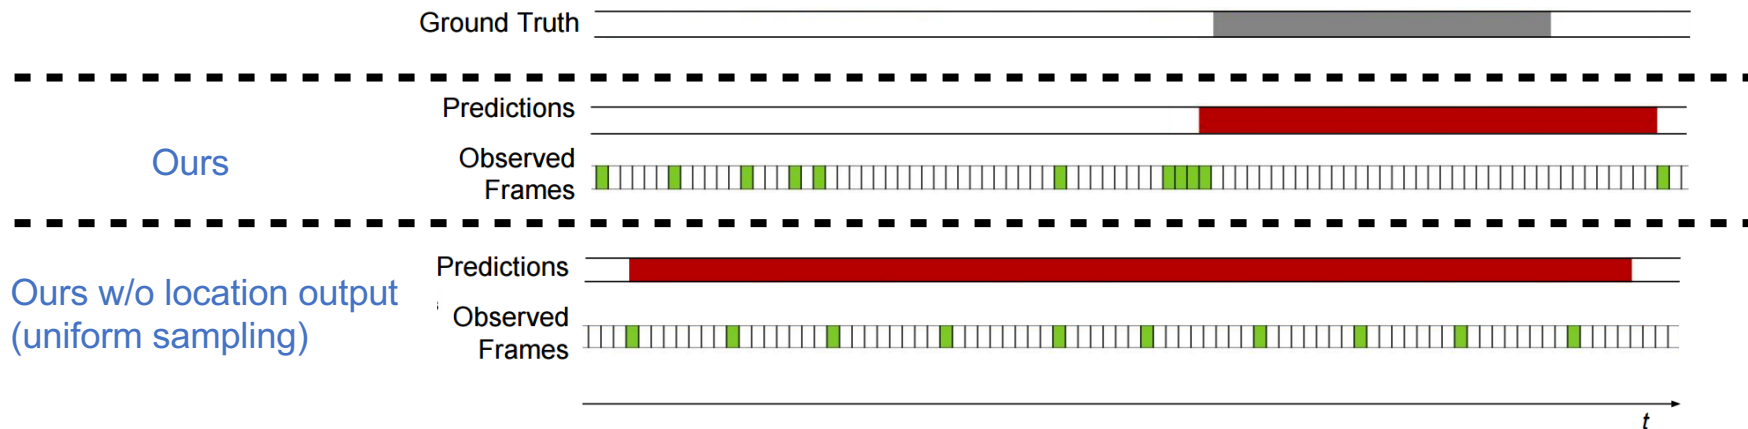 Ground Truth
Predictions
Ours
Observed
Frames
Predictions
Ours w/o location output
(uniform sampling)
Observed
Frames
t